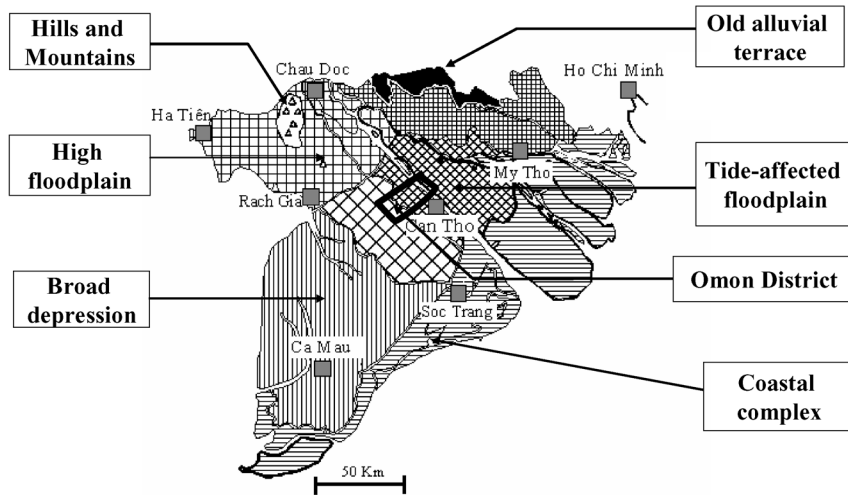 Hills and
Mountains
Old alluvial
terrace
Chau Doc
Ho Chi Minh
Ha Tiên
High
floodplain
My Tho
Tide-affected
floodplain
Rach Gia
Can Tho
Broad
depression
Omon District
Soc Trang
Ca Mau
Coastal
complex
50 Km